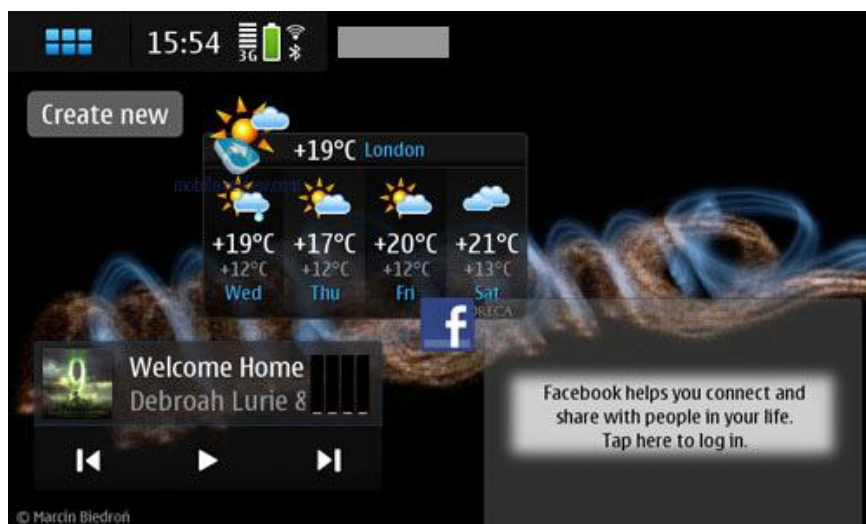 15:54
3G
Create new
+19°C London
+19°C +17°C +20°C +21°C
+12°C +12°C +12°C +13°C
Wed Thu Fri Sat
f
9
Welcome Home
Debroah Lurie &
Facebook helps you connect and
share with people in your life.
Tap here to log in.
© Marcin Biedroń